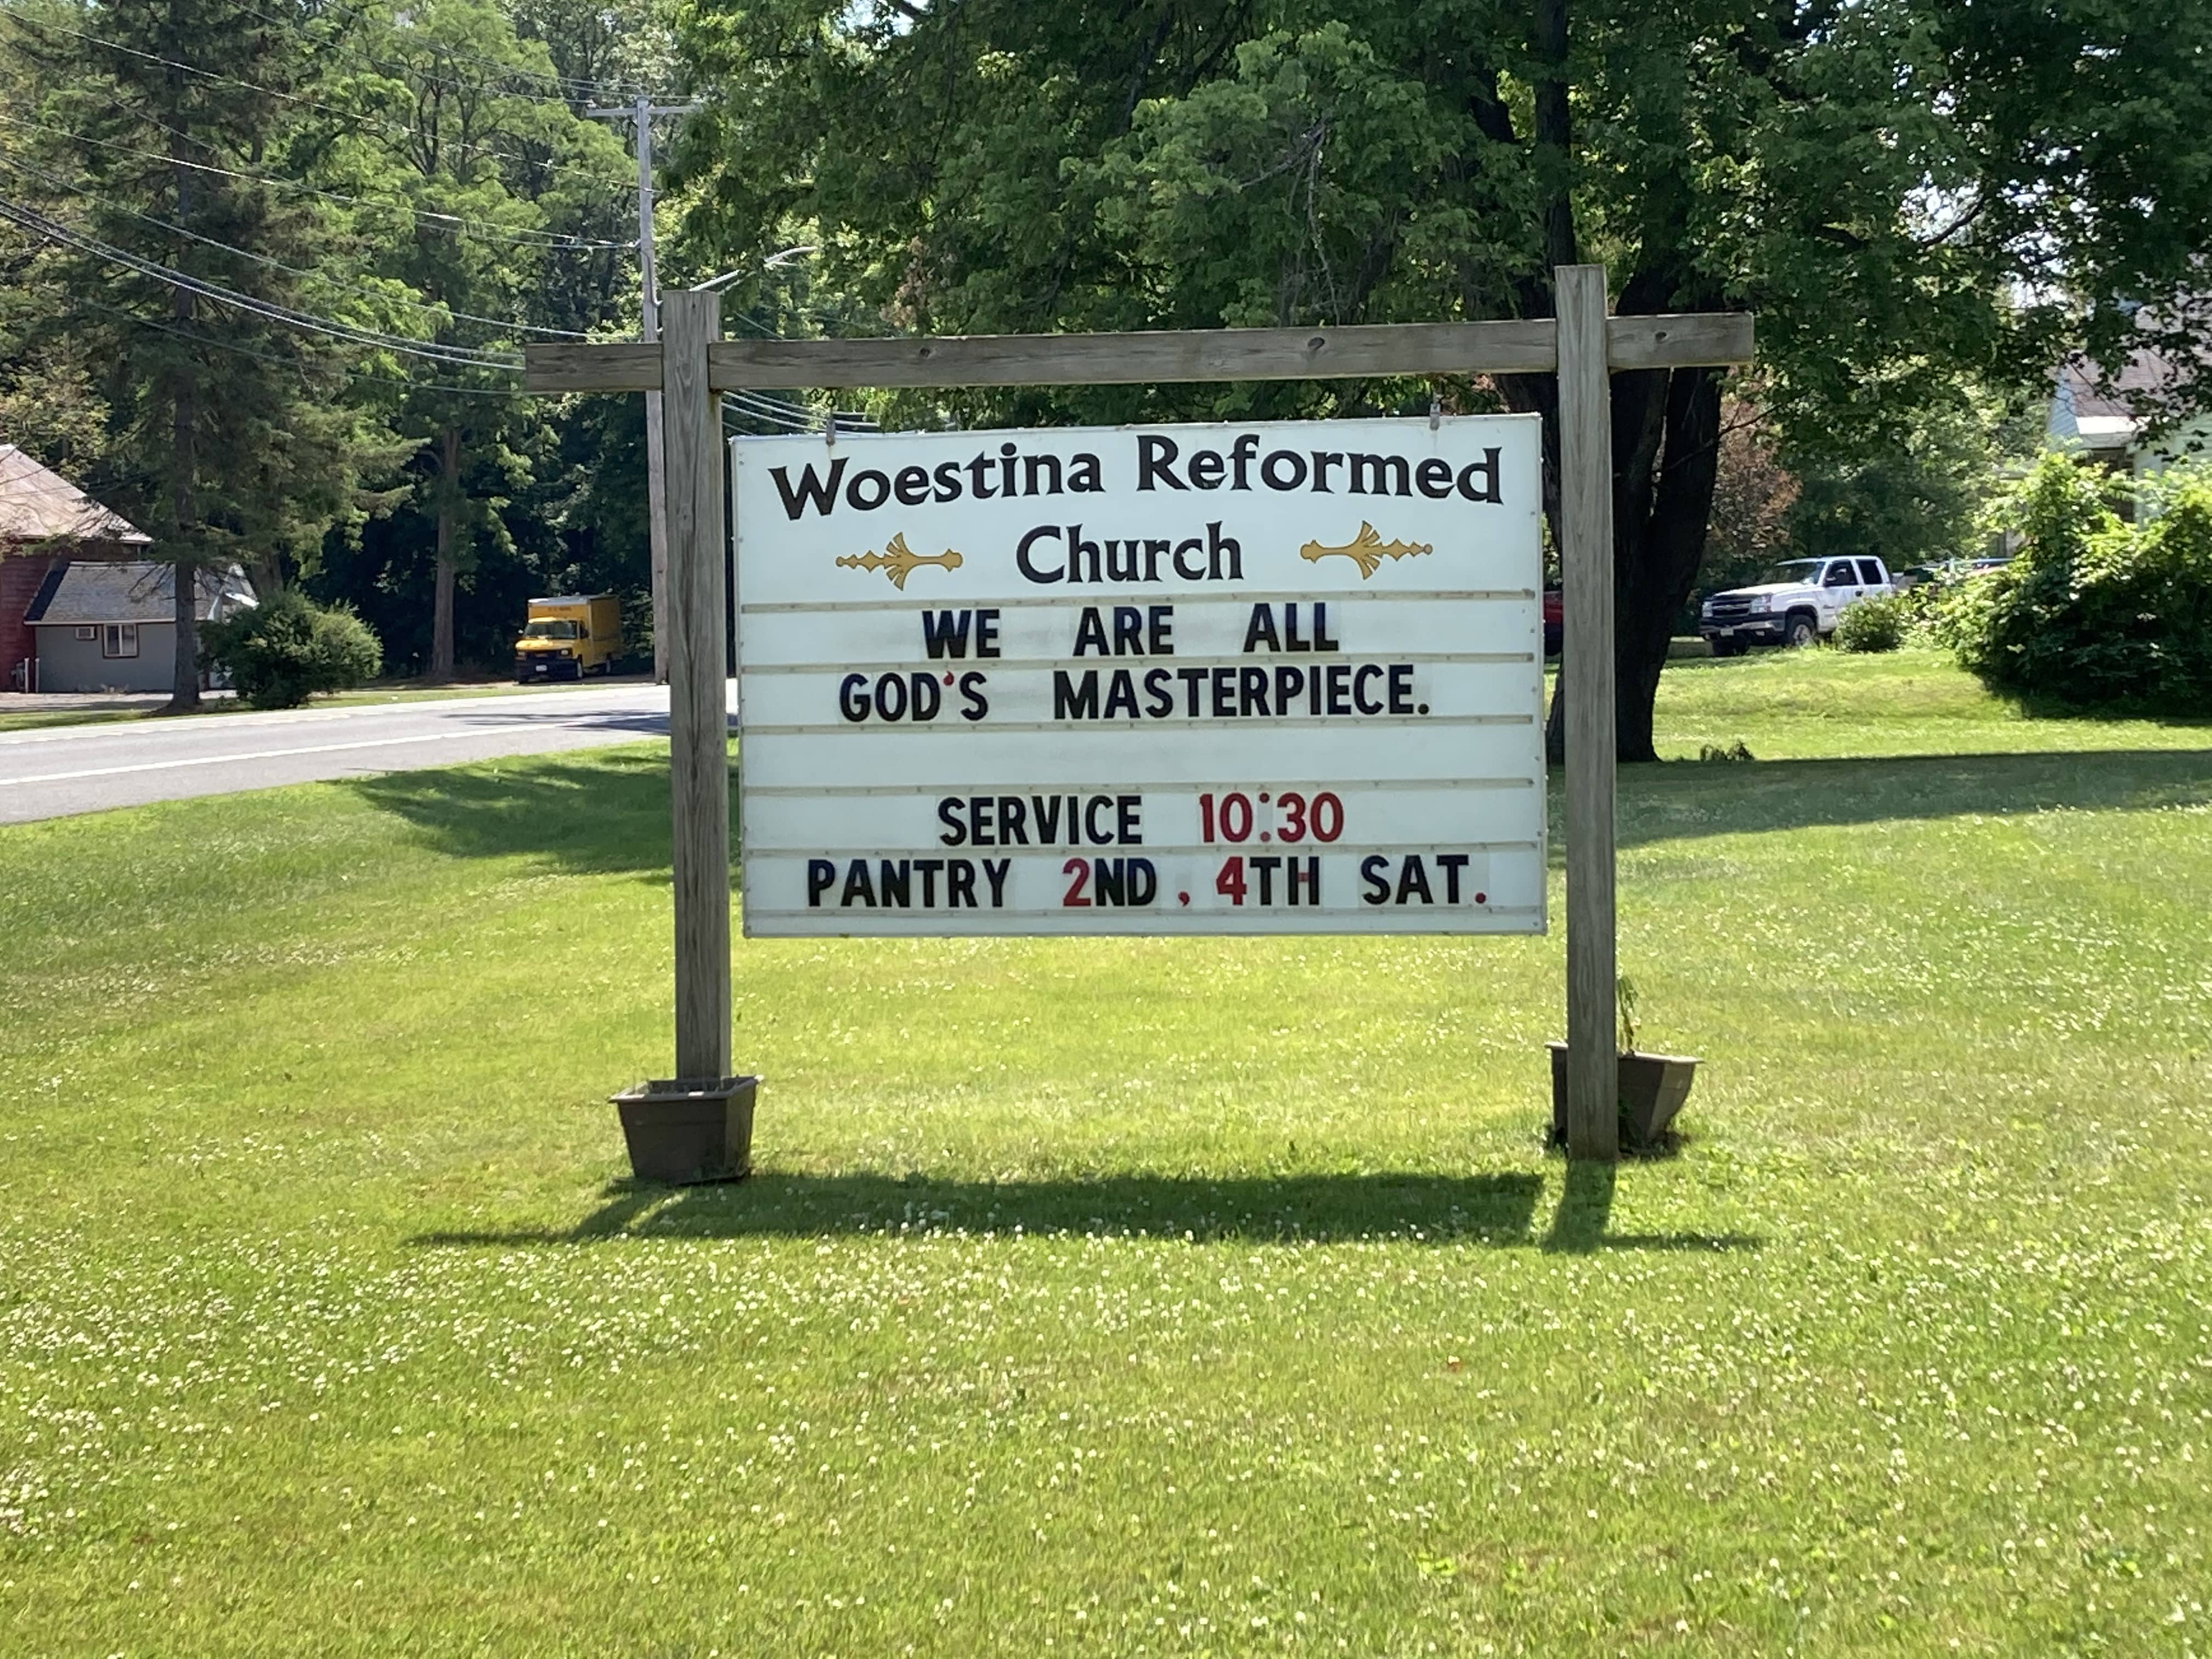 Woestina Reformed
Church
WE ARE ALL
GOD'S MASTERPIECE.
SERVICE 10:30
PANTRY 2ND, 4TH SAT.